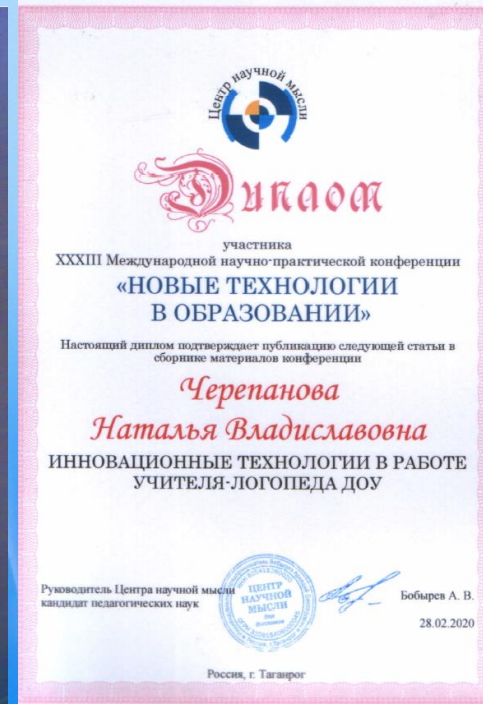 Центр научной мысли
Диплом
участника
XXXIII Международной научно-практической конференции
«НОВЫЕ ТЕХНОЛОГИИ
В ОБРАЗОВАНИИ»
Настоящий диплом подтверждает публикацию следующей статьи в
сборнике материалов конференции
Черепанова
Наталья Владиславовна
ИННОВАЦИОННЫЕ ТЕХНОЛОГИИ В РАБОТЕ
УЧИТЕЛЯ-ЛОГОПЕДА ДОУ
Руководитель Центра научной мысли
кандидат педагогических наук
ЦЕНТР
НАУЧНОЙ
МЫСЛИ
Бобырев А. В.
28.02.2020
Россия, г. Таганрог